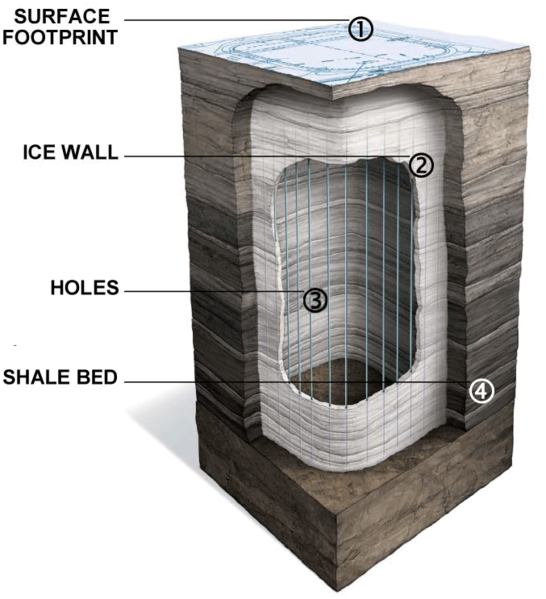 SURFACE
FOOTPRINT
①
ICE WALL
②
HOLES
③
SHALE BED
④